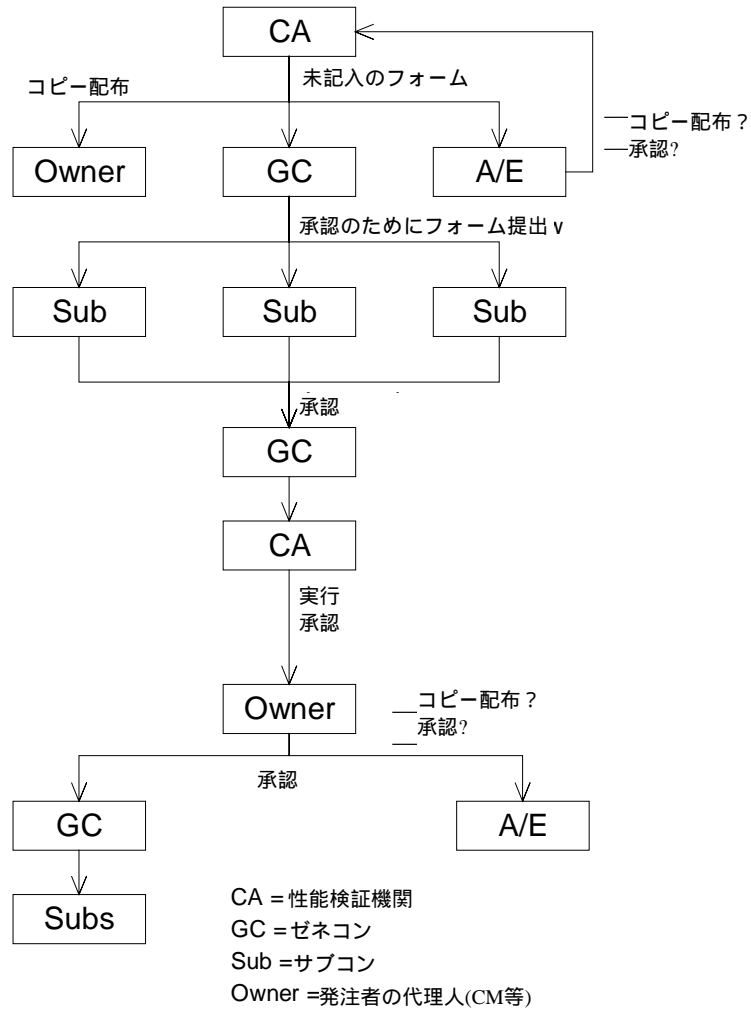 CA
コピー配布
未記入のフォーム
コピー配布？
承認?
Owner
GC
A/E
承認のためにフォーム提出∨
Sub
Sub
Sub
承認
GC
CA
実行
承認
Owner
コピー配布？
承認?
承認
GC
A/E
Subs
CA =性能検証機関
GC =ゼネコン
Sub =サブコン
Owner =発注者の代理人(CM等)